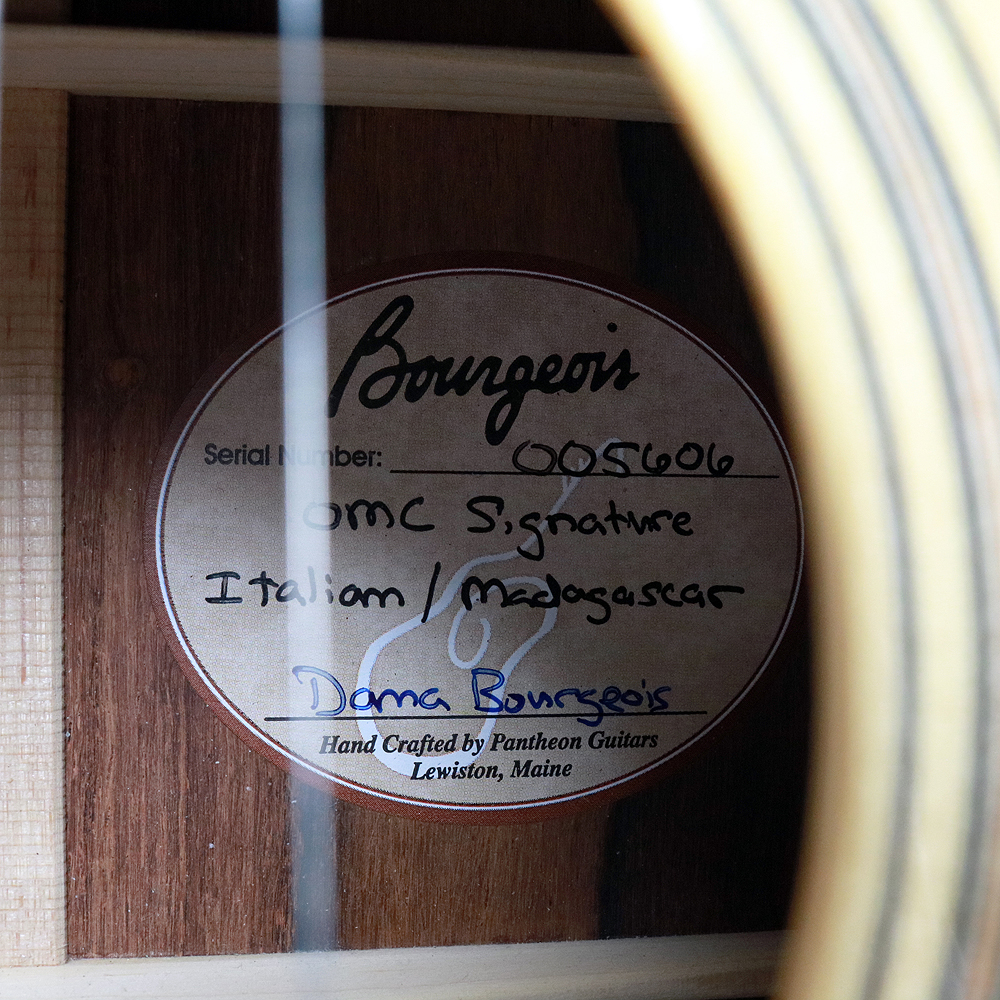 Bourgeois
Serial Number: 005606
OMC Signature
Italian / Madagascar
Dana Bourgeois
Hand Crafted by Pantheon Guitars
Lewiston, Maine